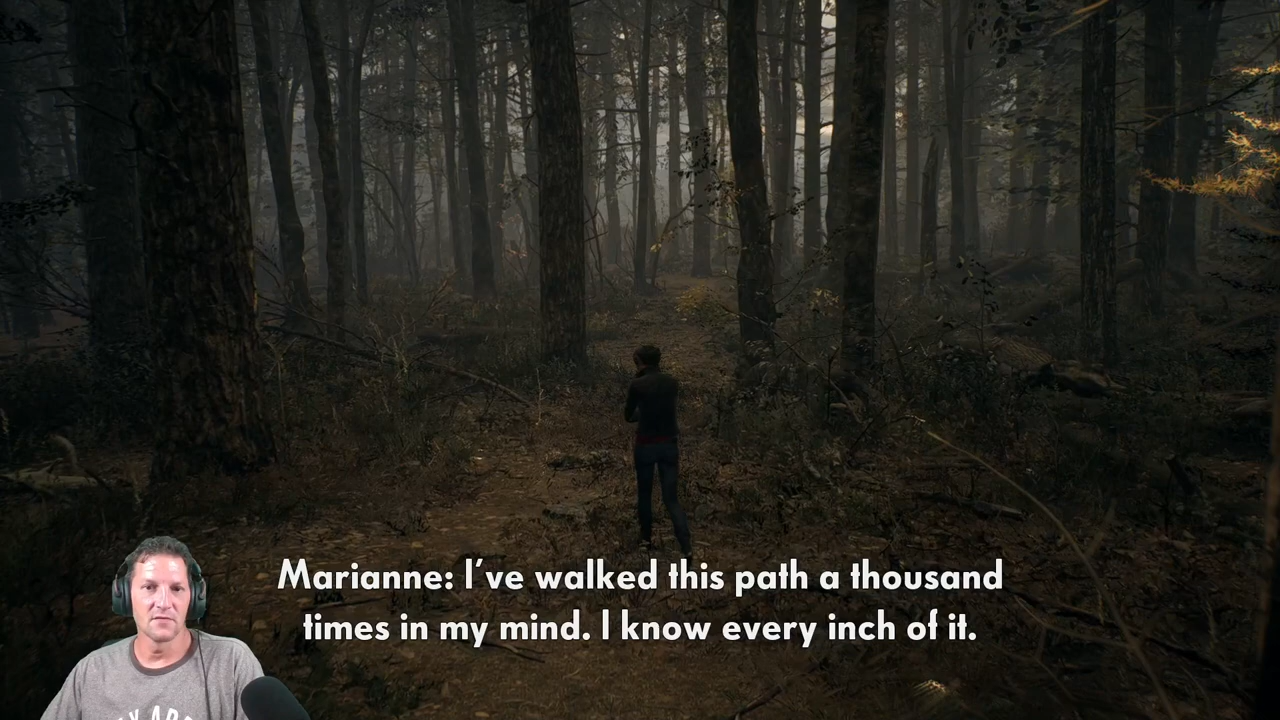 Marianne: I've walked this path a thousand
times in my mind. I know every inch of it.